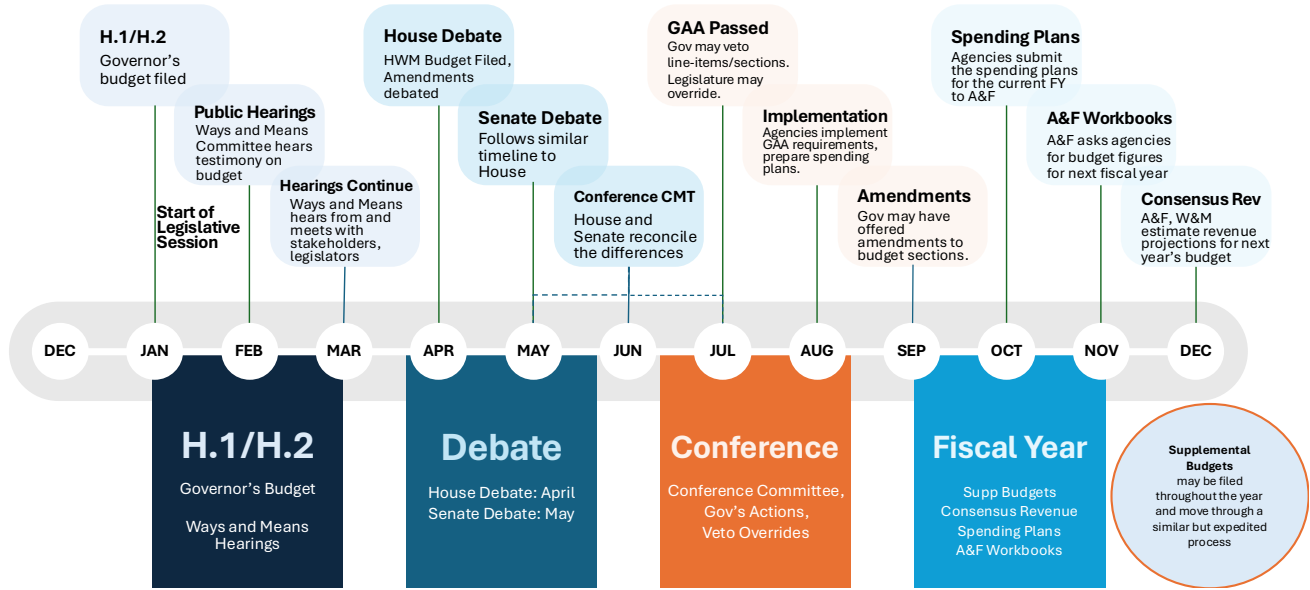 H.1/H.2
Governor's
budget filed
Public Hearings
Ways and Means
Committee hears
testimony on
budget
Hearings Continue
Ways and Means
hears from and
meets with
stakeholders,
legislators
Start of
Legislative
Session
House Debate
HWM Budget Filed,
Amendments
debated
Senate Debate
Follows similar
timeline to
House
Conference CMT
House and
Senate reconcile
the differences
GAA Passed
Gov may veto
line-items/sections.
Legislature may
override.
Implementation
Agencies implement
GAA requirements,
prepare spending
plans.
Amendments
Gov may have
offered
amendments to
budget sections.
Spending Plans
Agencies submit
the spending plans
for the current FY
to A&F
A&F Workbooks
A&F asks agencies
for budget figures
for next fiscal year
Consensus Rev
A&F, W&M
estimate revenue
projections for next
year's budget
DEC JAN FEB MAR APR MAY JUN JUL AUG SEP OCT NOV DEC
H.1/H.2
Governor's Budget
Ways and Means
Hearings
Debate
House Debate: April
Senate Debate: May
Conference
Conference Committee,
Gov's Actions,
Veto Overrides
Fiscal Year
Supp Budgets
Consensus Revenue
Spending Plans
A&F Workbooks
Supplemental
Budgets
may be filed
throughout the year
and move through a
similar but expedited
process